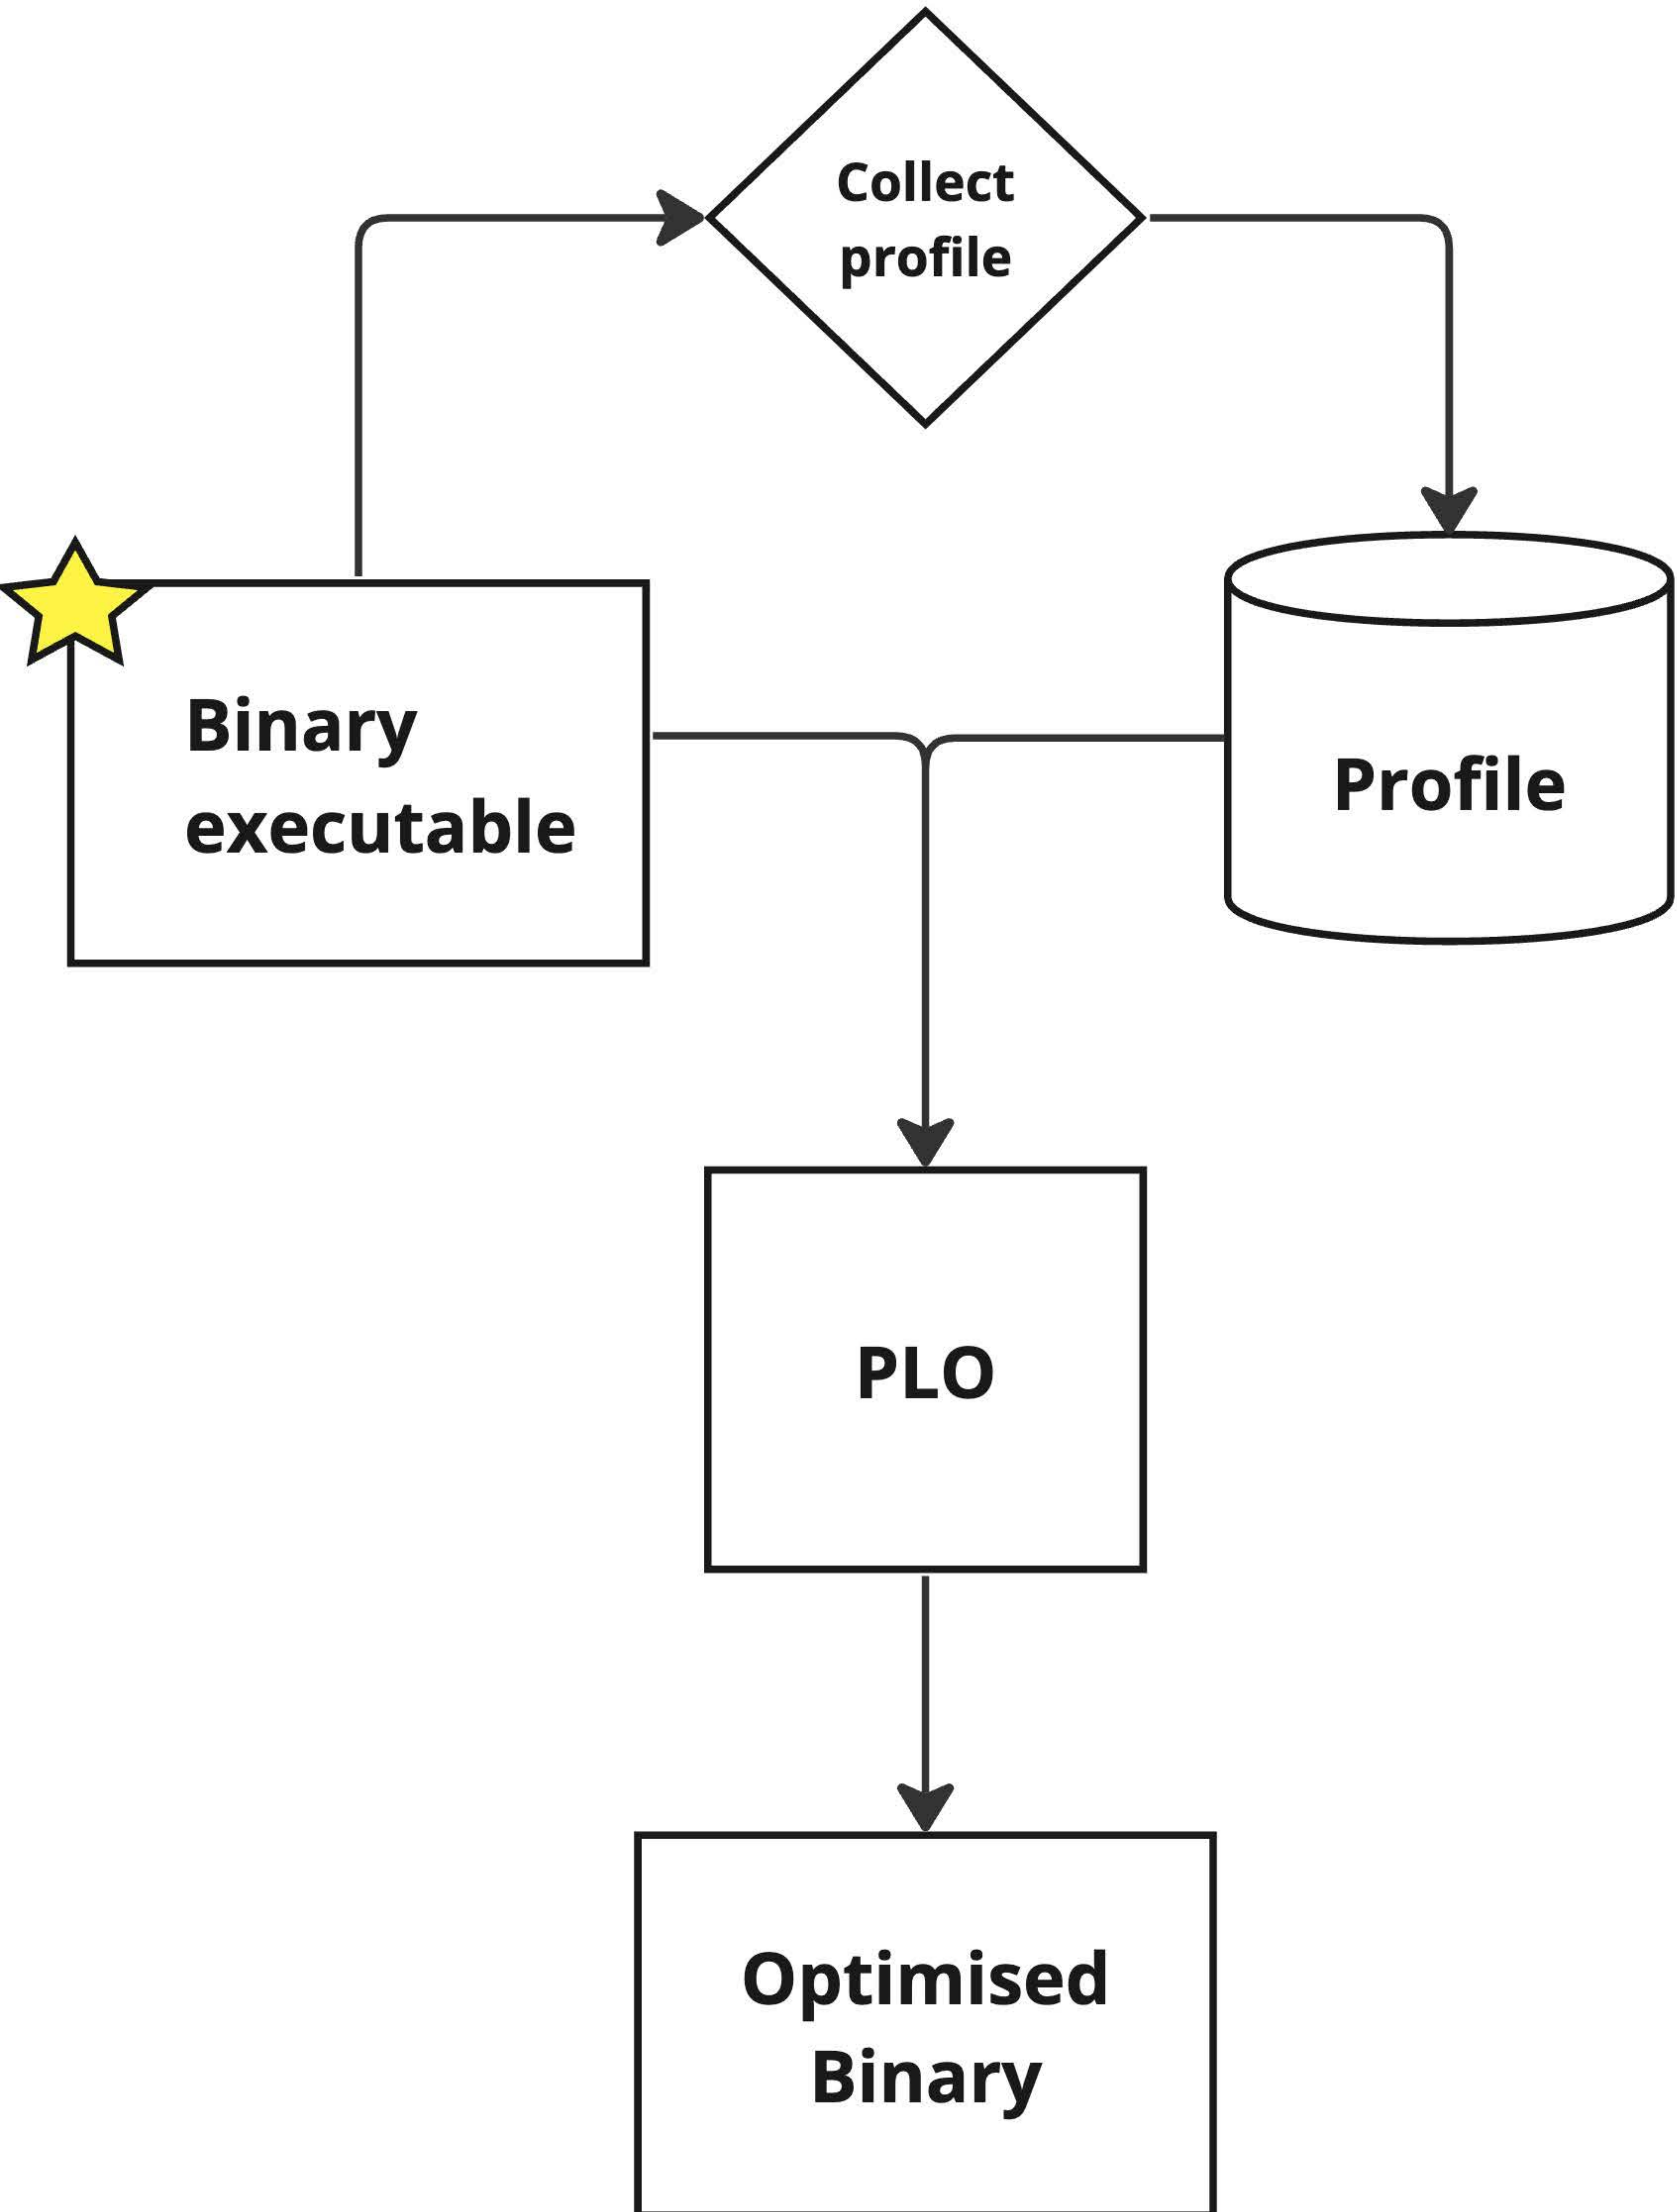 Collect
profile
Binary
executable
Profile
PLO
Optimised
Binary